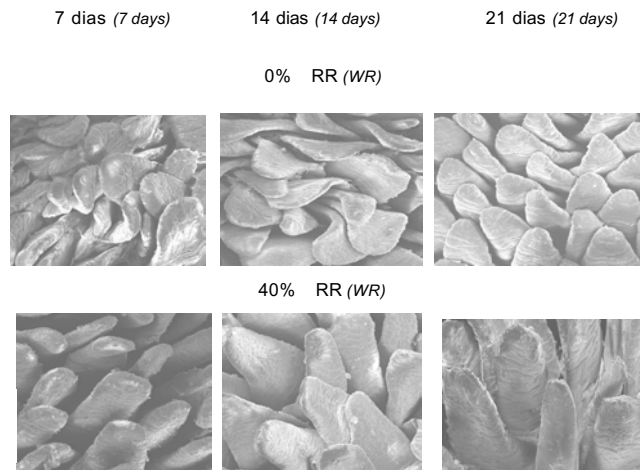 7 dias (7 days) 14 dias (14 days) 21 dias (21 days)
0% RR (WR)
40% RR (WR)